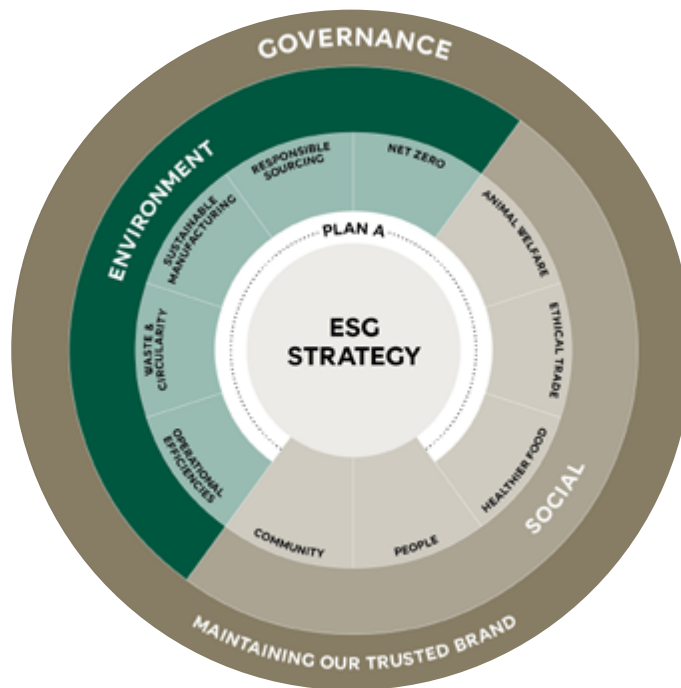 GOVERNANCE
ENVIRONMENT
RESPONSIBLE
SOURCING
NET ZERO
SUSTAINABLE
MANUFACTURING
ANIMAL WELFARE
PLAN A
WASTE &
CIRCULARITY
ESG
STRATEGY
ETHICAL TRADE
OPERATIONAL
EFFICIENCIES
HEALTHIER FOOD
SOCIAL
COMMUNITY
PEOPLE
MAINTAINING OUR TRUSTED BRAND